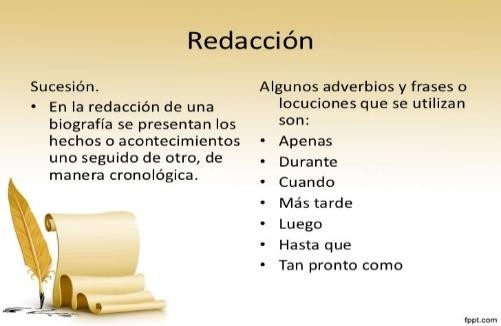 Redacción
Sucesión.
• En la redacción de una
biografía se presentan los
hechos o acontecimientos
uno seguido de otro, de
manera cronológica.
Algunos adverbios y frases o
locuciones que se utilizan
son:
• Apenas
• Durante
• Cuando
• Más tarde
• Luego
• Hasta que
• Tan pronto como
fppt.com